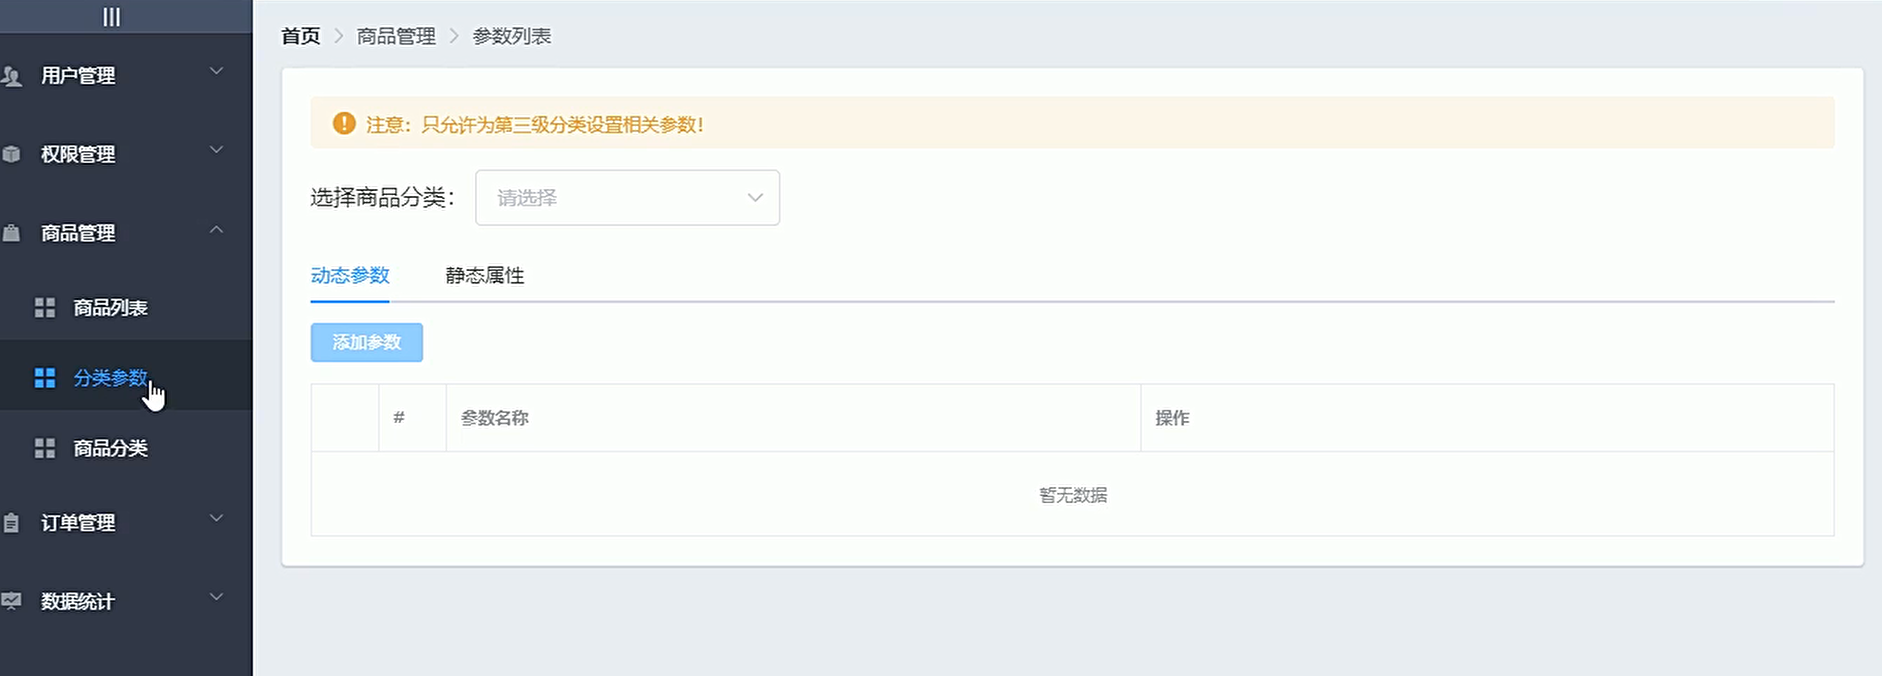 用户管理
权限管理
商品管理
商品列表
分类参数
商品分类
订单管理
数据统计
首页 > 商品管理 > 参数列表
注意：只允许为第三级分类设置相关参数！
选择商品分类： 请选择
动态参数 静态属性
添加参数
# 参数名称 操作
暂无数据